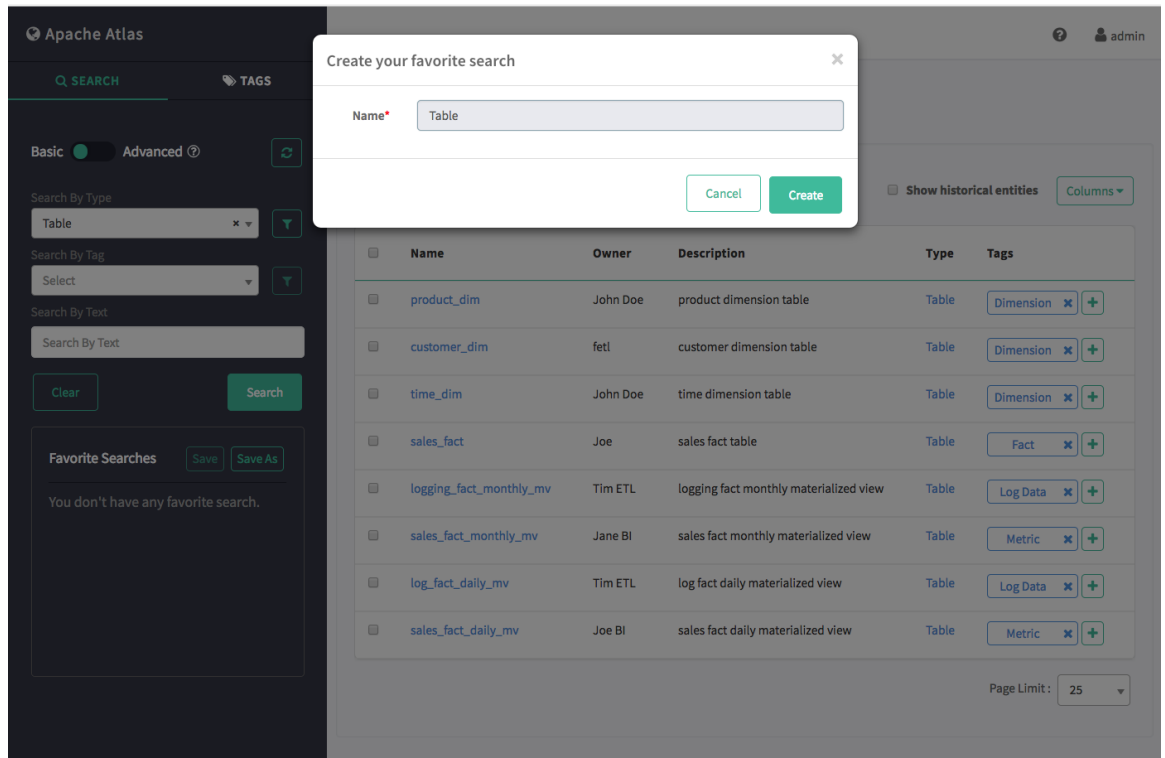 Apache Atlas
admin
SEARCH
TAGS
Create your favorite search ×
Name* Table
Cancel Create
Basic Advanced
Search By Type
Table
Search By Tag
Select
Search By Text
Search By Text
Clear Search
Favorite Searches Save Save As
You don't have any favorite search.
Show historical entities Columns
Name Owner Description Type Tags
product_dim John Doe product dimension table Table Dimension
customer_dim fetl customer dimension table Table Dimension
time_dim John Doe time dimension table Table Dimension
sales_fact Joe sales fact table Table Fact
logging_fact_monthly_mv Tim ETL logging fact monthly materialized view Table Log Data
sales_fact_monthly_mv Jane BI sales fact monthly materialized view Table Metric
log_fact_daily_mv Tim ETL log fact daily materialized view Table Log Data
sales_fact_daily_mv Joe BI sales fact daily materialized view Table Metric
Page Limit : 25